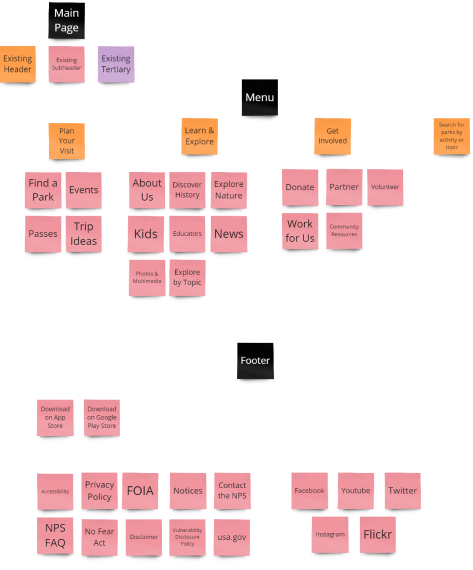 Main
Page
Existing
Header
Existing
Subheader
Existing
Tertiary
Menu
Plan
Your
Visit
Learn &
Explore
Get
Involved
Search for
parks by
activity or
topic
Find a
Park
Events
About
Us
Discover
History
Explore
Nature
Donate
Partner
Volunteer
Passes
Trip
Ideas
Kids
Educators
News
Work
for Us
Community
Resources
Photos &
Multimedia
Explore
by Topic
Footer
Download
on App
Store
Download
on Google
Play Store
Accessibility
Privacy
Policy
FOIA
Notices
Contact
the NPS
Facebook
Youtube
Twitter
NPS
FAQ
No Fear
Act
Disclaimer
Vulnerability
Disclosure
Policy
usa.gov
Instagram
Flickr